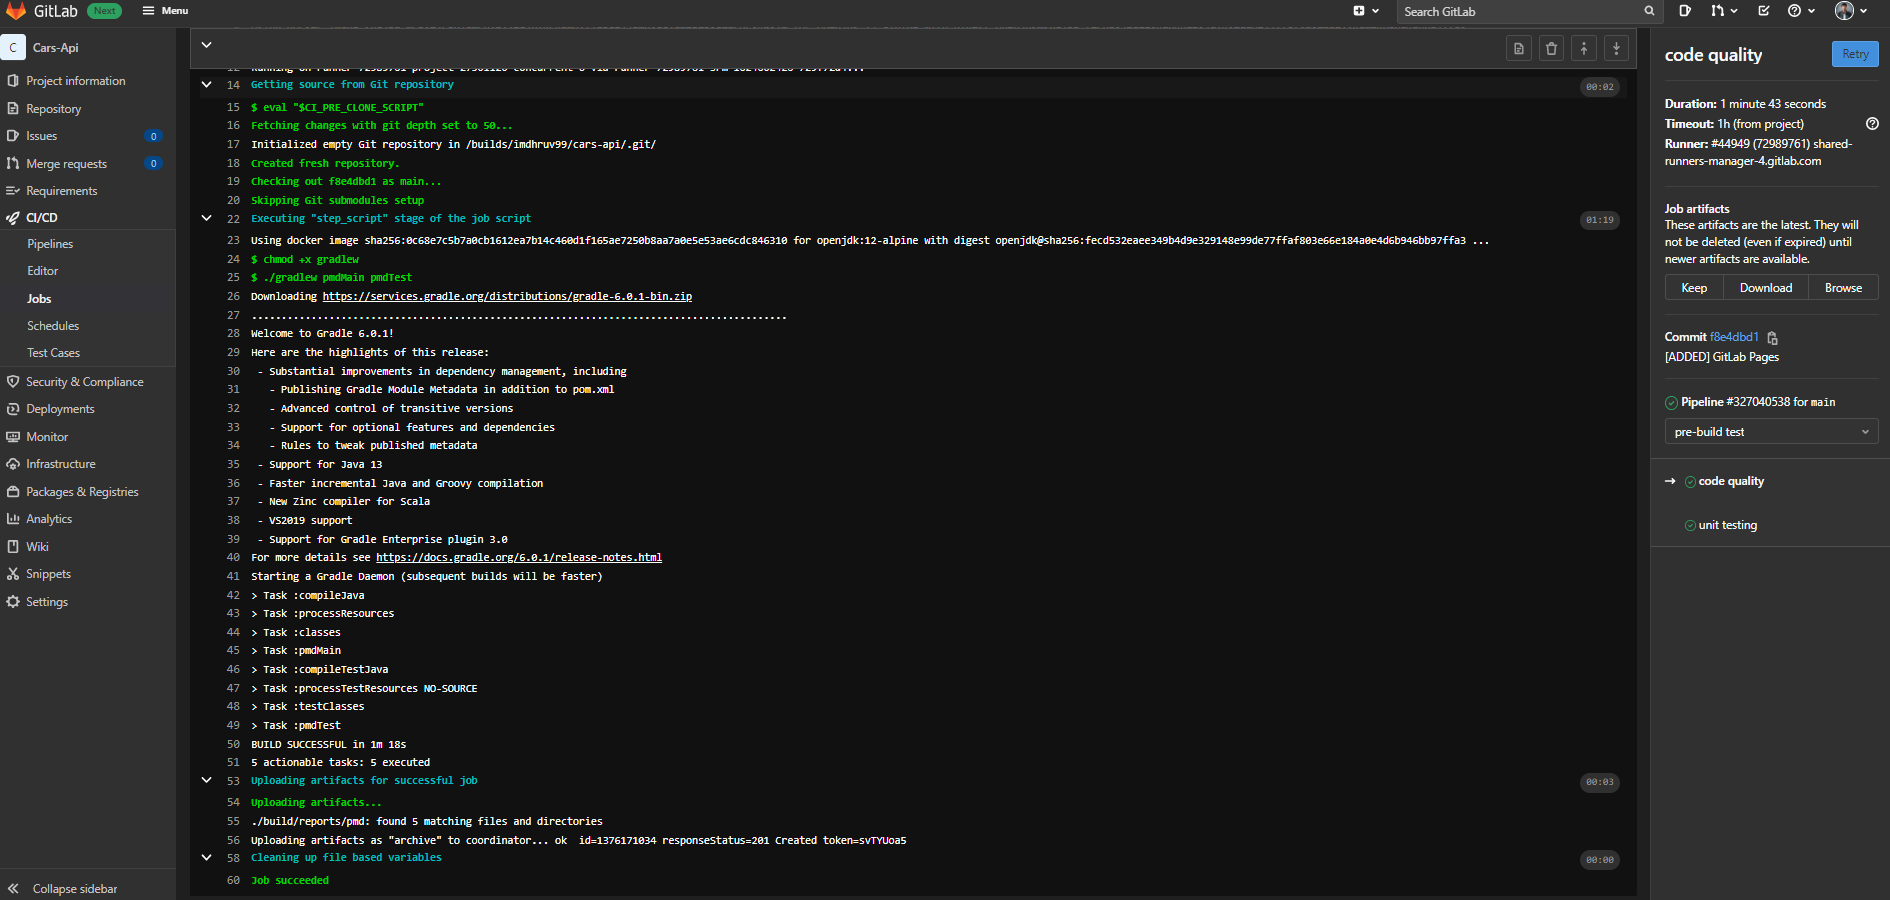 GitLab Next Menu Search GitLab
C Cars-Api
Project information
Repository
Issues 0
Merge requests 0
Requirements
CI/CD
Pipelines
Editor
Jobs
Schedules
Test Cases
Security & Compliance
Deployments
Monitor
Infrastructure
Packages & Registries
Analytics
Wiki
Snippets
Settings
Collapse sidebar
14 Getting source from Git repository 00:02
15 $ eval "$CI_PRE_CLONE_SCRIPT"
16 Fetching changes with git depth set to 50...
17 Initialized empty Git repository in /builds/imdhruv99/cars-api/.git/
18 Created fresh repository.
19 Checking out f8e4dbd1 as main...
20 Skipping Git submodules setup
22 Executing "step_script" stage of the job script 01:19
23 Using docker image sha256:0c68e7c5b7a0cb1612ea7b14c460d1f165ae7250b8aa7a0e5e53ae6cdc846310 for openjdk:12-alpine with digest openjdk@sha256:fecd532eaee349b4d9e329148e99de77ffaf803e66e184a0e4d6b946bb97ffa3 ...
24 $ chmod +x gradlew
25 $ ./gradlew pmdMain pmdTest
26 Downloading https://services.gradle.org/distributions/gradle-6.0.1-bin.zip
27 ..........................................................................................
28 Welcome to Gradle 6.0.1!
29 Here are the highlights of this release:
30 - Substantial improvements in dependency management, including
31 - Publishing Gradle Module Metadata in addition to pom.xml
32 - Advanced control of transitive versions
33 - Support for optional features and dependencies
34 - Rules to tweak published metadata
35 - Support for Java 13
36 - Faster incremental Java and Groovy compilation
37 - New Zinc compiler for Scala
38 - VS2019 support
39 - Support for Gradle Enterprise plugin 3.0
40 For more details see https://docs.gradle.org/6.0.1/release-notes.html
41 Starting a Gradle Daemon (subsequent builds will be faster)
42 > Task :compileJava
43 > Task :processResources
44 > Task :classes
45 > Task :pmdMain
46 > Task :compileTestJava
47 > Task :processTestResources NO-SOURCE
48 > Task :testClasses
49 > Task :pmdTest
50 BUILD SUCCESSFUL in 1m 18s
51 5 actionable tasks: 5 executed
53 Uploading artifacts for successful job 00:03
54 Uploading artifacts...
55 ./build/reports/pmd: found 5 matching files and directories
56 Uploading artifacts as "archive" to coordinator... ok id=1376171034 responseStatus=201 Created token=svTYUoa5
58 Cleaning up file based variables 00:00
60 Job succeeded
code quality Retry
Duration: 1 minute 43 seconds
Timeout: 1h (from project)
Runner: #44949 (72989761) shared-
runners-manager-4.gitlab.com
Job artifacts
These artifacts are the latest. They will
not be deleted (even if expired) until
newer artifacts are available.
Keep Download Browse
Commit f8e4dbd1
[ADDED] GitLab Pages
Pipeline #327040538 for main
pre-build test
→ code quality
unit testing